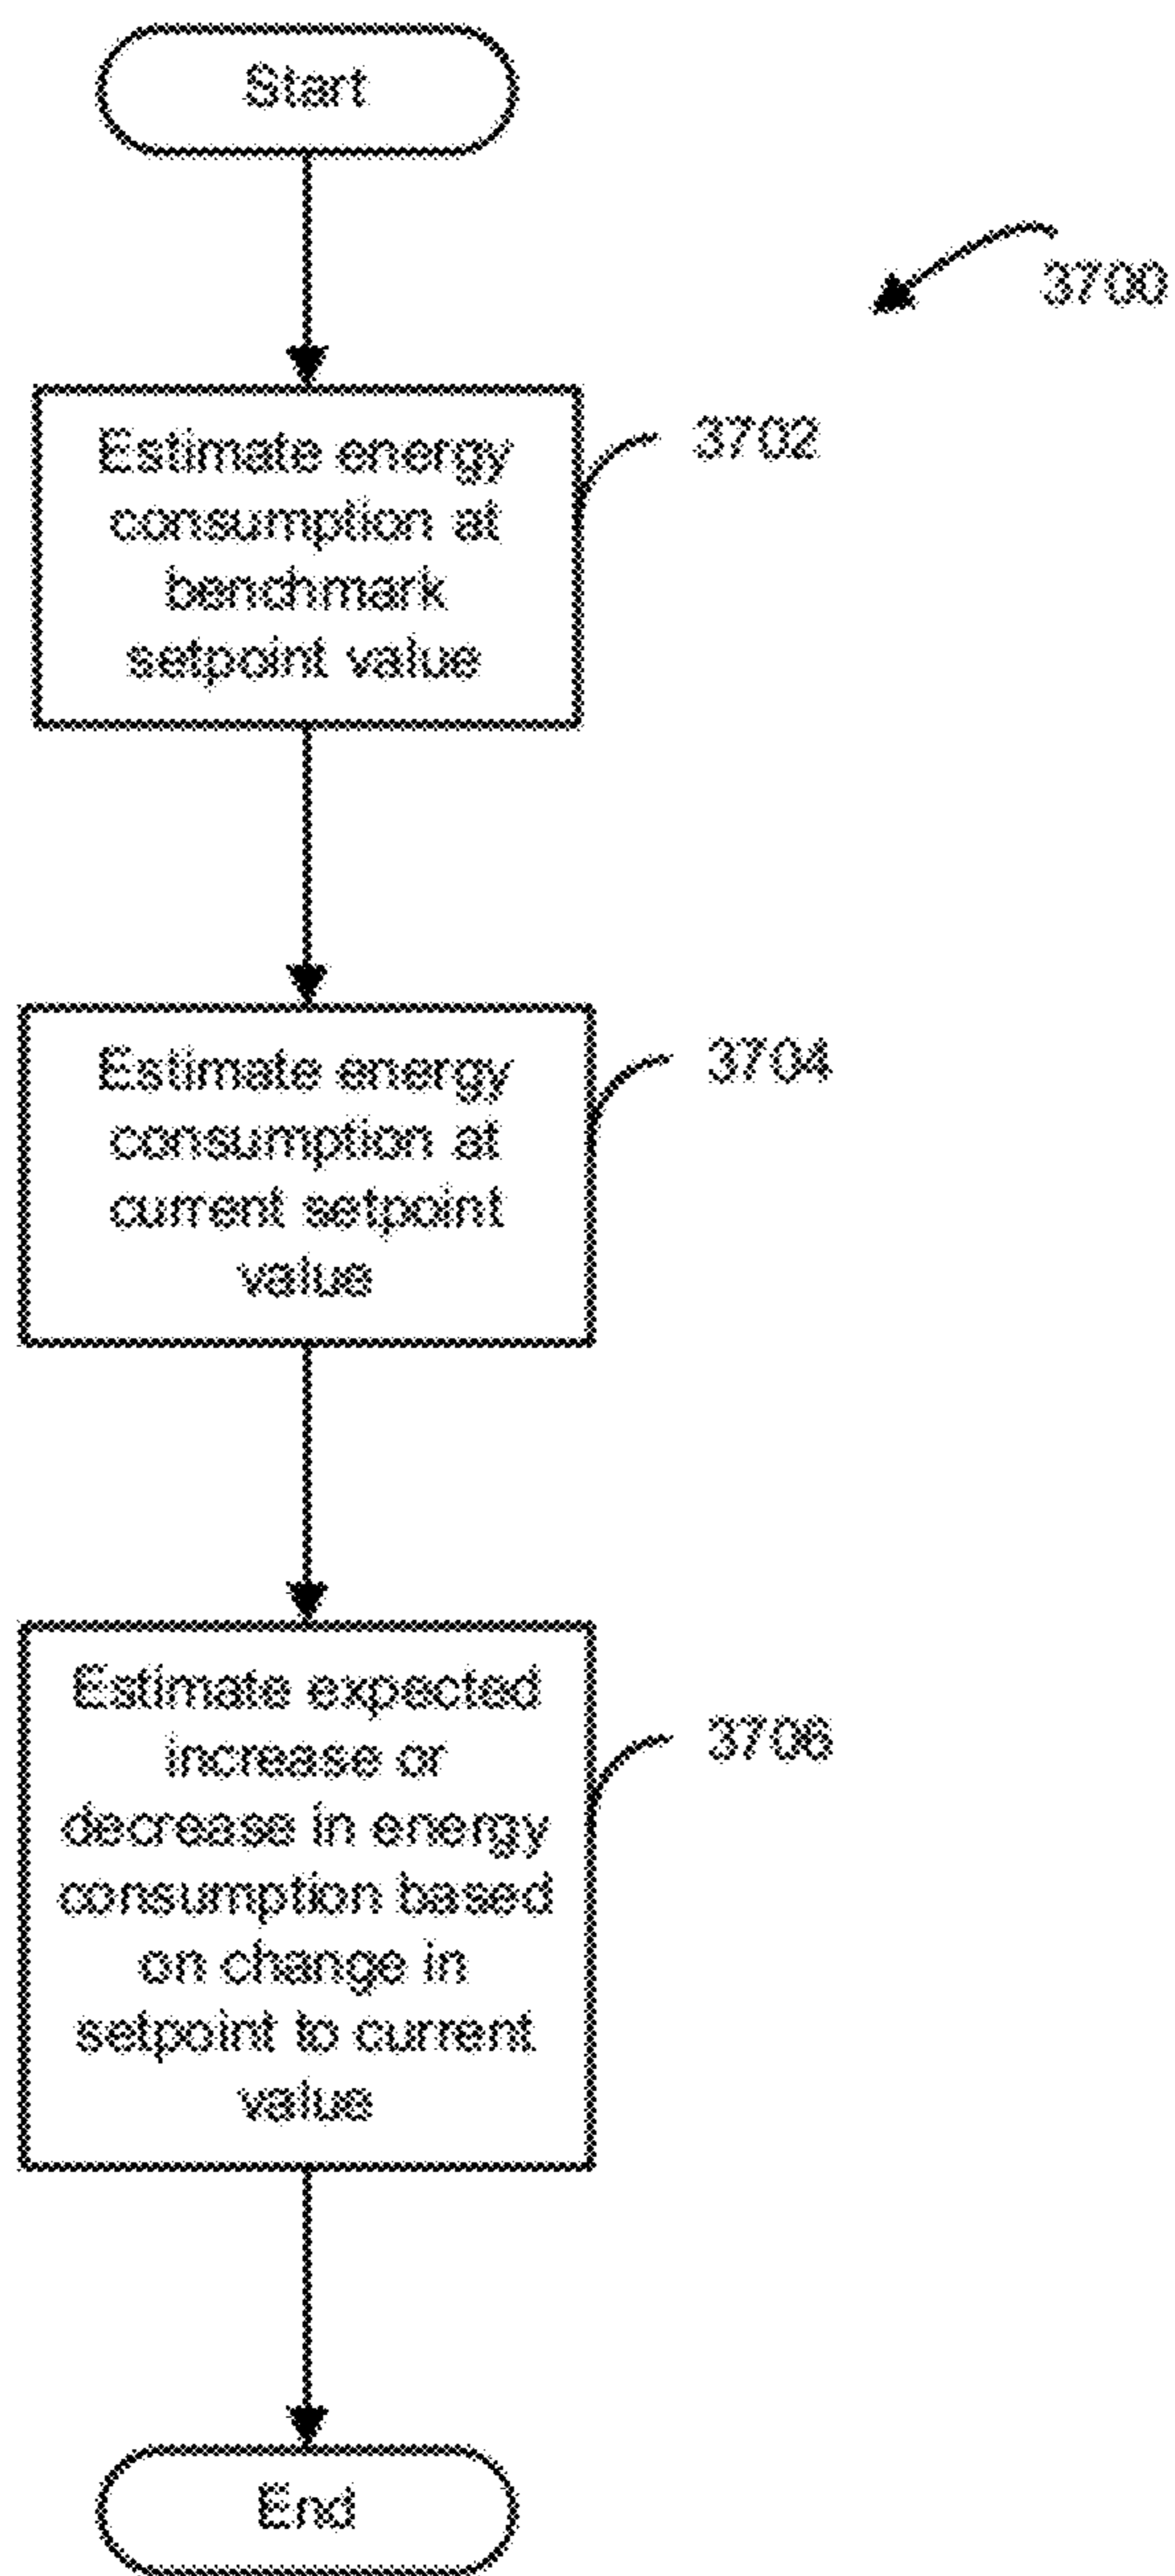 Start
3700
Estimate energy
consumption at
benchmark
setpoint value
3702
Estimate energy
consumption at
current setpoint
value
3704
Estimate expected
increase or
decrease in energy
consumption based
on change in
setpoint to current
value
3706
End